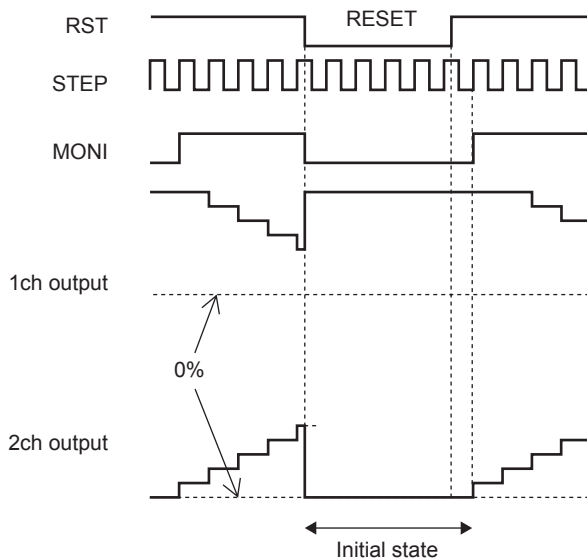 RST
RESET
STEP
MONI
1ch output
0%
2ch output
Initial state